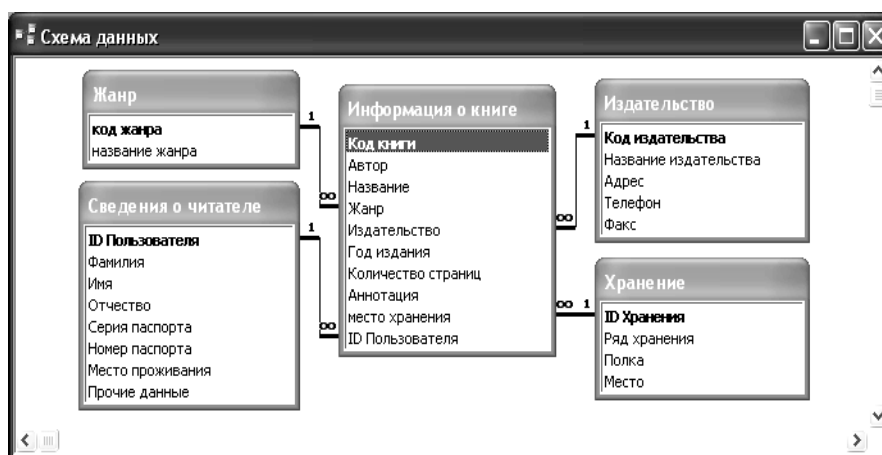 Схема данных
Жанр
код жанра
название жанра
1
∞
Сведения о читателе
ID Пользователя
Фамилия
Имя
Отчество
Серия паспорта
Номер паспорта
Место проживания
Прочие данные
1
∞
Информация о книге
Код книги
Автор
Название
Жанр
Издательство
Год издания
Количество страниц
Аннотация
место хранения
ID Пользователя
Издательство
Код издательства
Название издательства
Адрес
Телефон
Факс
1
∞
Хранение
ID Хранения
Ряд хранения
Полка
Место
∞ 1